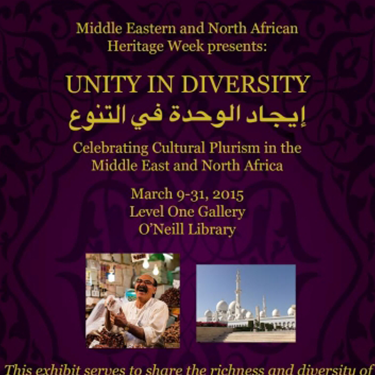 Middle Eastern and North African
Heritage Week presents:
UNITY IN DIVERSITY
إيجاد الوحدة في التنوع
Celebrating Cultural Plurism in the
Middle East and North Africa
March 9-31, 2015
Level One Gallery
O'Neill Library
This exhibit serves to share the richness and diversity of